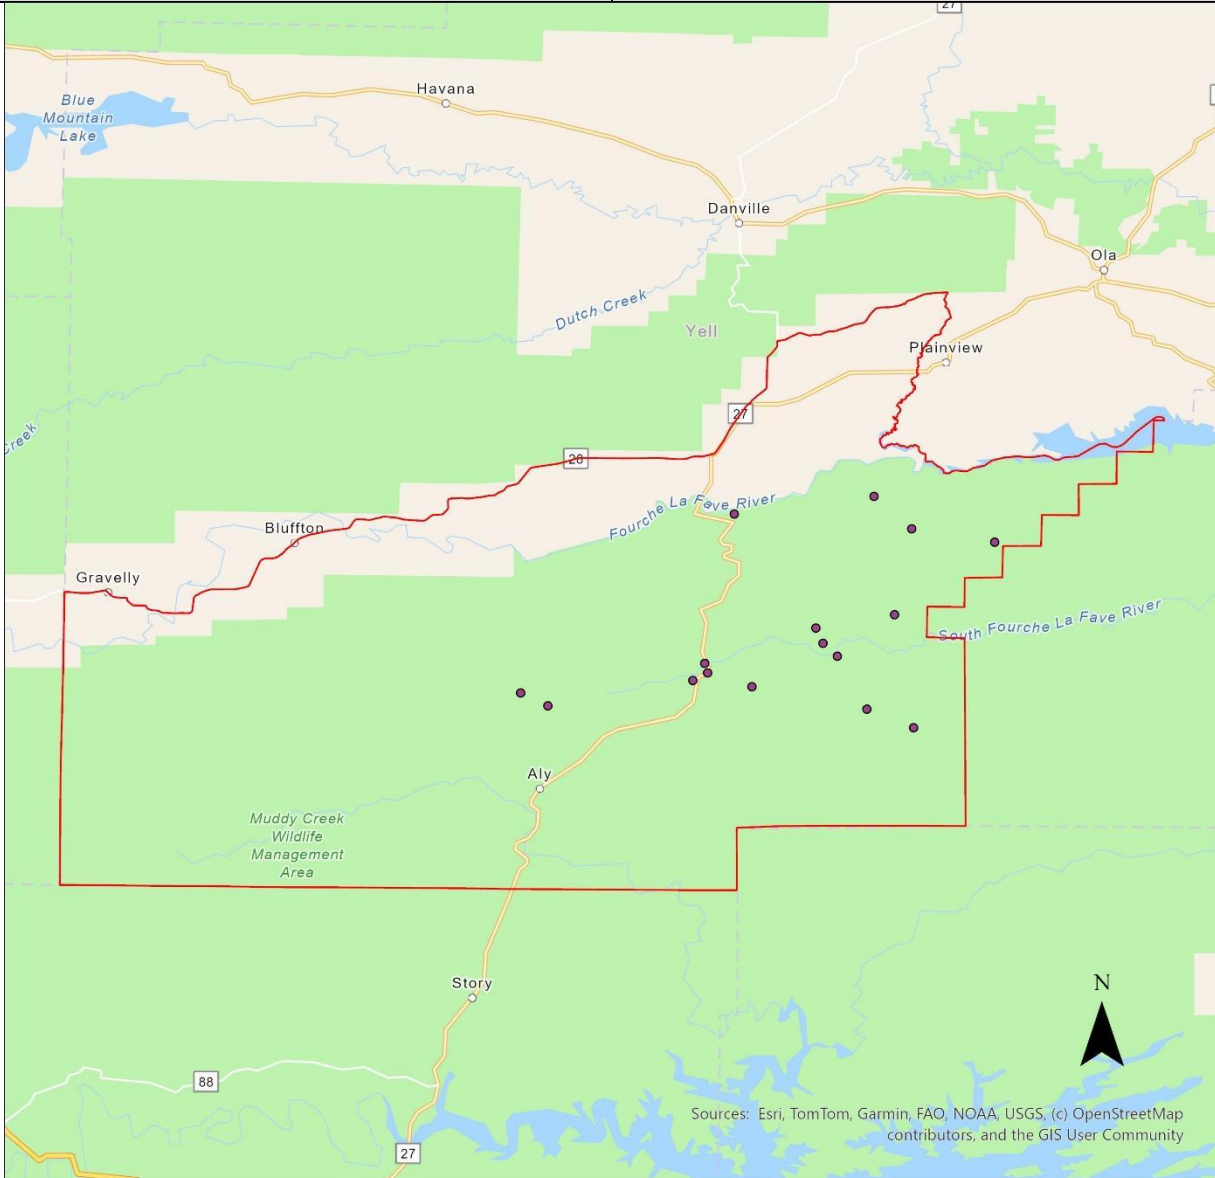 27
Havana
Blue
Mountain
Lake
Danville
Ola
Dutch Creek
Yell
Plainview
27
Creek
28
Fourche La Fave River
Bluffton
Gravelly
South Fourche La Fave River
Aly
Muddy Creek
Wildlife
Management
Area
Story
N
88
Sources: Esri, TomTom, Garmin, FAO, NOAA, USGS, (c) OpenStreetMap
contributors, and the GIS User Community
27